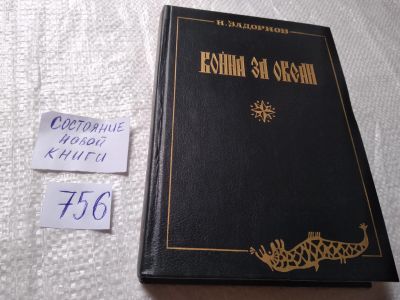 СОСТОЯНИЕ
НОВОЙ
КНИГИ
756
Н. ЗАДОРНОВ
ВОЙНА ЗА ОКЕАН